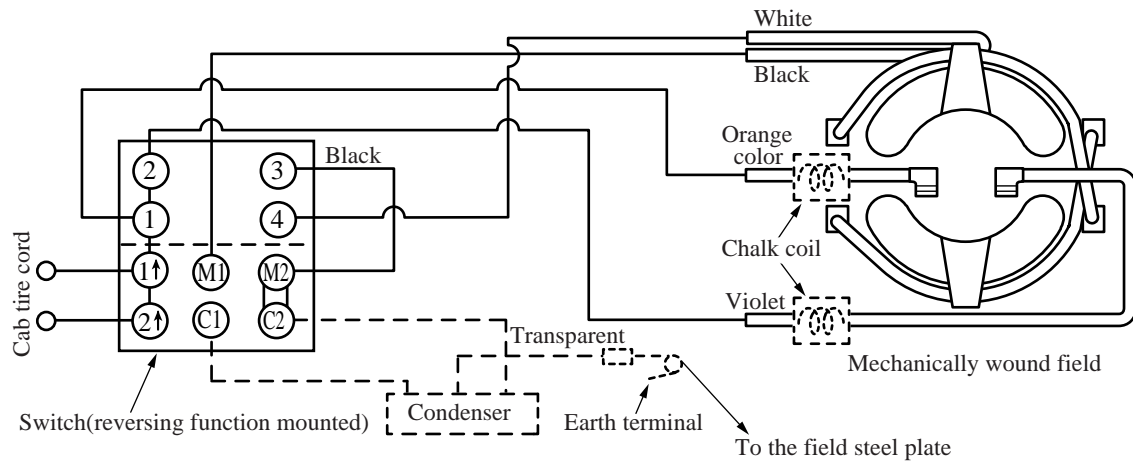 White
Black
Orange
color
Black
2
3
1
4
Chalk coil
1↑
M1
M2
2↑
C1
C2
Cab tire cord
Violet
Transparent
Mechanically wound field
Condenser
Switch(reversing function mounted)
Earth terminal
To the field steel plate